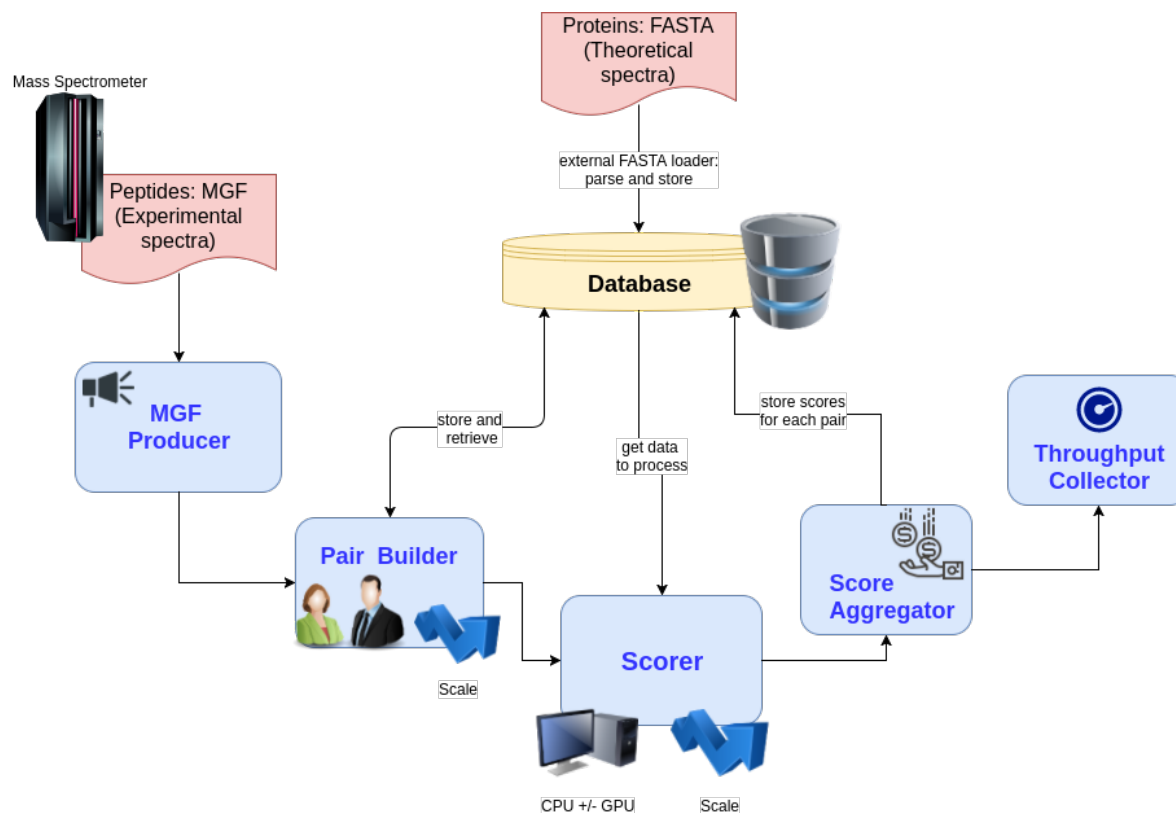 Proteins: FASTA
(Theoretical
spectra)
Mass Spectrometer
Peptides: MGF
(Experimental
spectra)
external FASTA loader:
parse and store
Database
MGF
Producer
store and
retrieve
get data
to process
store scores
for each pair
Throughput
Collector
Pair Builder
Scale
Scorer
Score
Aggregator
CPU +/- GPU
Scale